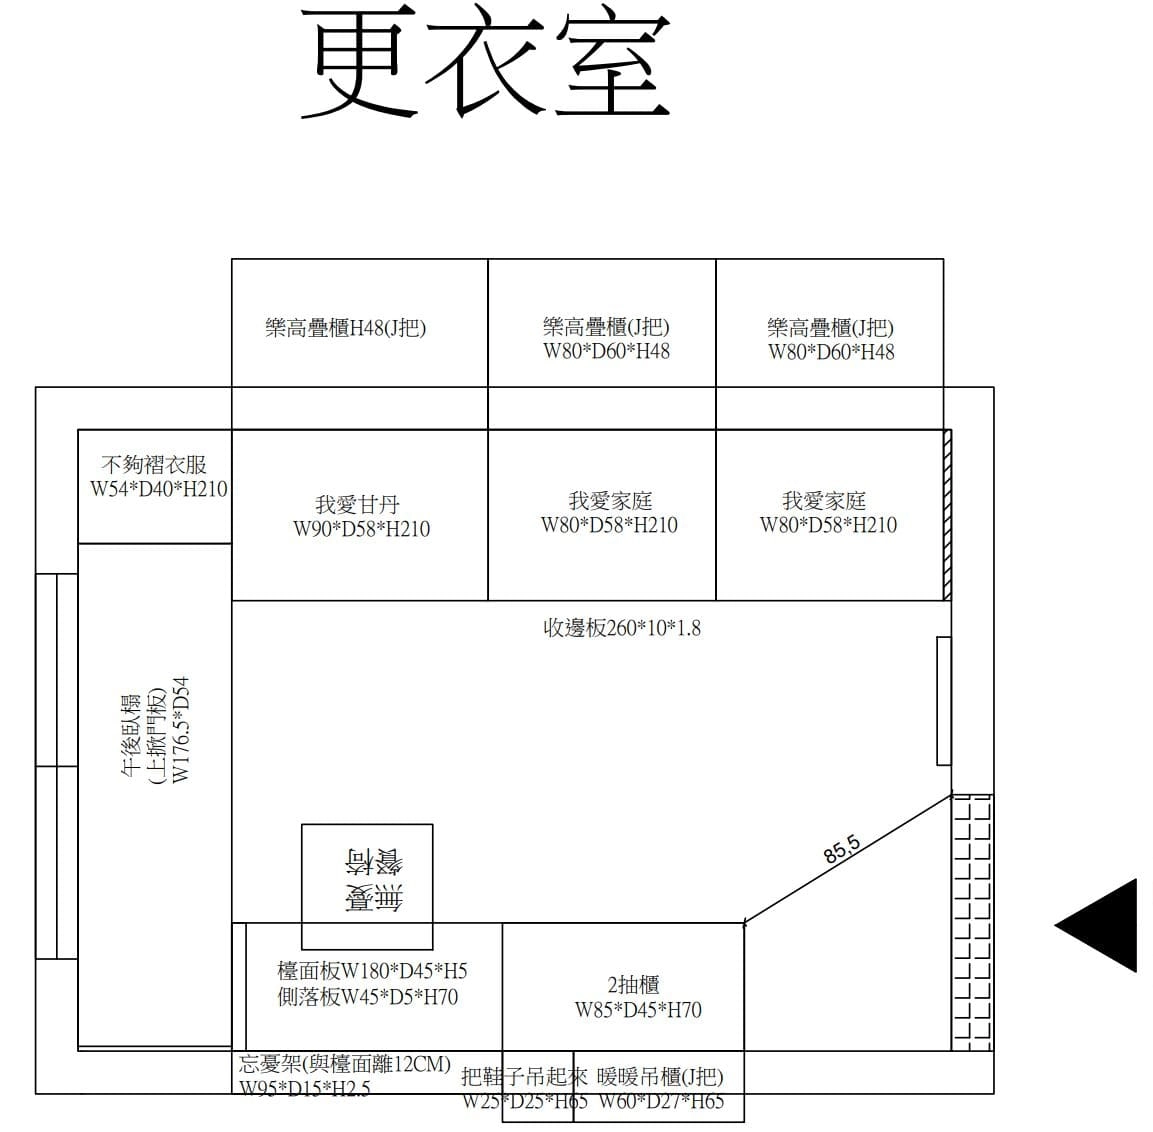 更衣室
樂高疊櫃H48(J把)
樂高疊櫃(J把)
W80*D60*H48
樂高疊櫃(J把)
W80*D60*H48
不夠褶衣服
W54*D40*H210
我愛甘丹
W90*D58*H210
我愛家庭
W80*D58*H210
我愛家庭
W80*D58*H210
收邊板260*10*1.8
午後臥榻
(上掀門板)
W176.5*D54
85,5
無憂
餐椅
檯面板W180*D45*H5
側落板W45*D5*H70
2抽櫃
W85*D45*H70
忘憂架(與檯面離12CM)
W95*D15*H2.5
把鞋子吊起來
W25*D25*H65
暖暖吊櫃(J把)
W60*D27*H65